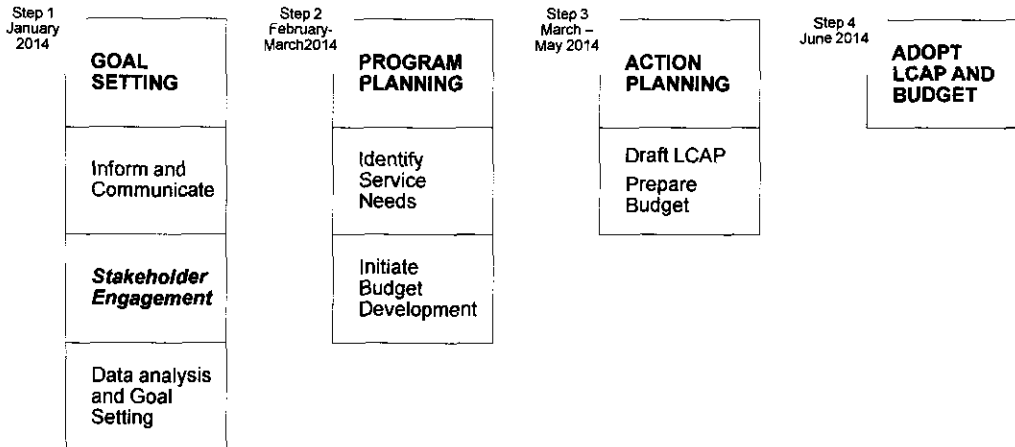 Step 1
January
2014
GOAL
SETTING
Inform and
Communicate
Stakeholder
Engagement
Data analysis
and Goal
Setting
Step 2
February-
March2014
PROGRAM
PLANNING
Identify
Service
Needs
Initiate
Budget
Development
Step 3
March –
May 2014
ACTION
PLANNING
Draft LCAP
Prepare
Budget
Step 4
June 2014
ADOPT
LCAP AND
BUDGET